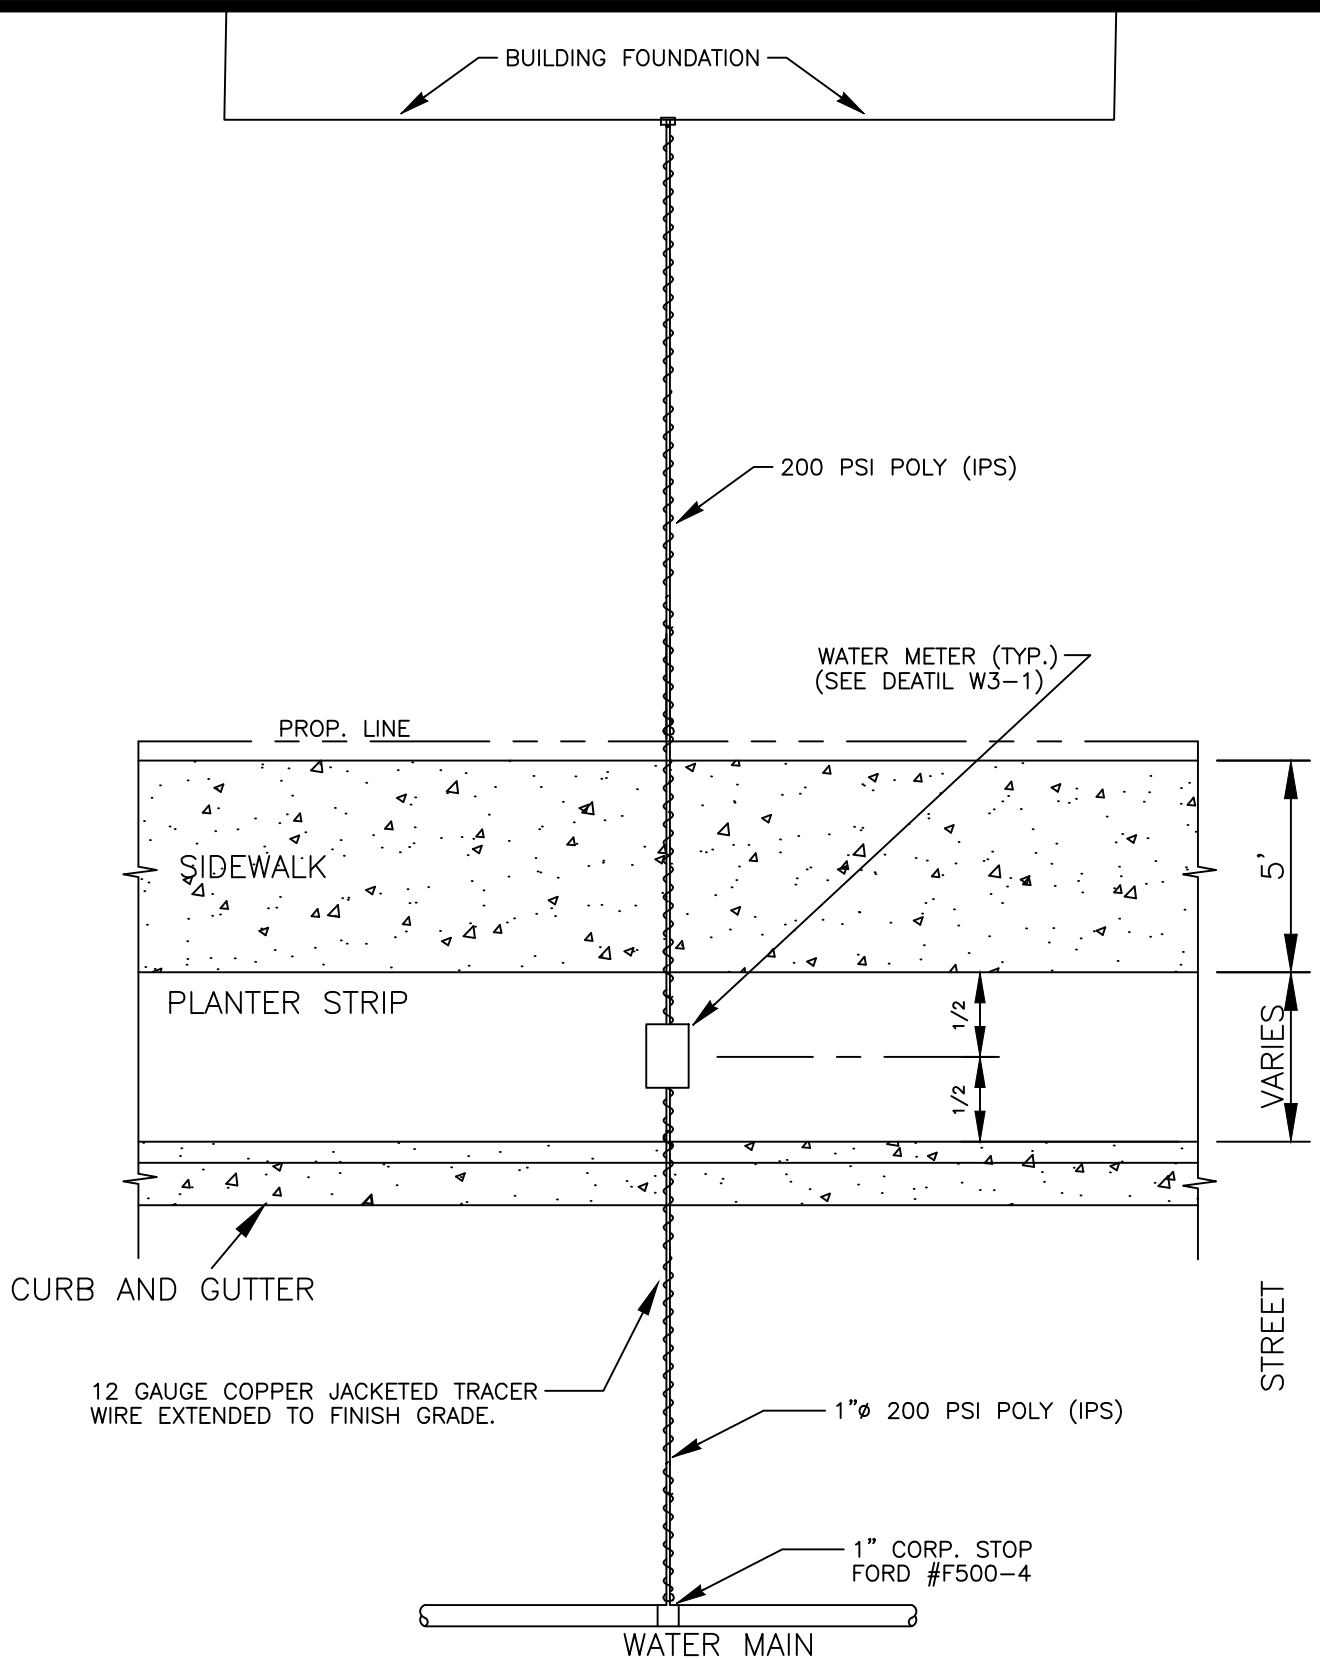 BUILDING FOUNDATION
200 PSI POLY (IPS)
WATER METER (TYP.)
(SEE DEATIL W3-1)
PROP. LINE
SIDEWALK
5'
PLANTER STRIP
1/2
VARIES
1/2
CURB AND GUTTER
STREET
12 GAUGE COPPER JACKETED TRACER
WIRE EXTENDED TO FINISH GRADE.
1"ø 200 PSI POLY (IPS)
1" CORP. STOP
FORD #F500-4
WATER MAIN